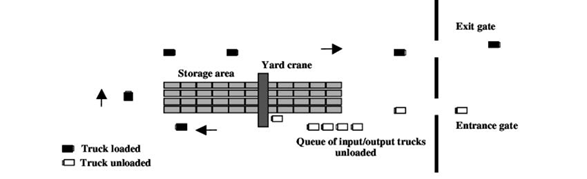 Exit gate
Yard crane
Storage area
Entrance gate
Queue of input/output trucks
unloaded
Truck loaded
Truck unloaded